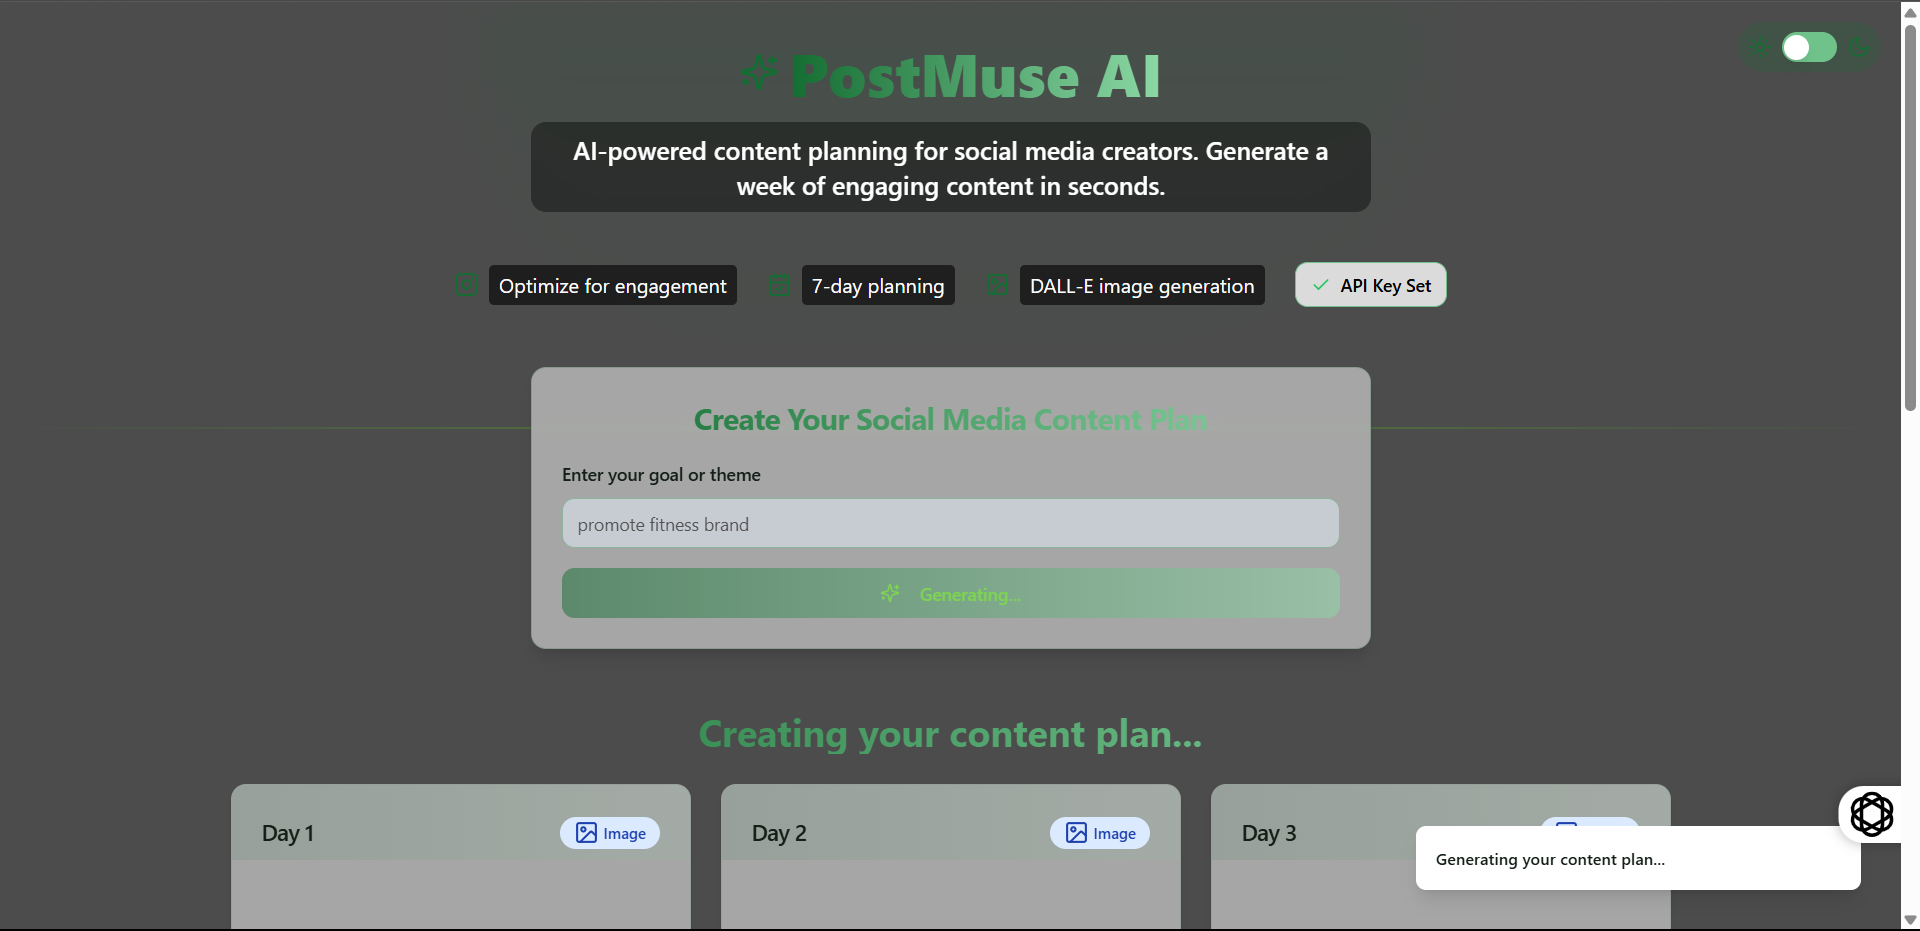 PostMuse AI
AI-powered content planning for social media creators. Generate a
week of engaging content in seconds.
Optimize for engagement
7-day planning
DALL-E image generation
API Key Set
Create Your Social Media Content Plan
Enter your goal or theme
promote fitness brand
Generating...
Creating your content plan...
Day 1
Image
Day 2
Image
Day 3
Generating your content plan...